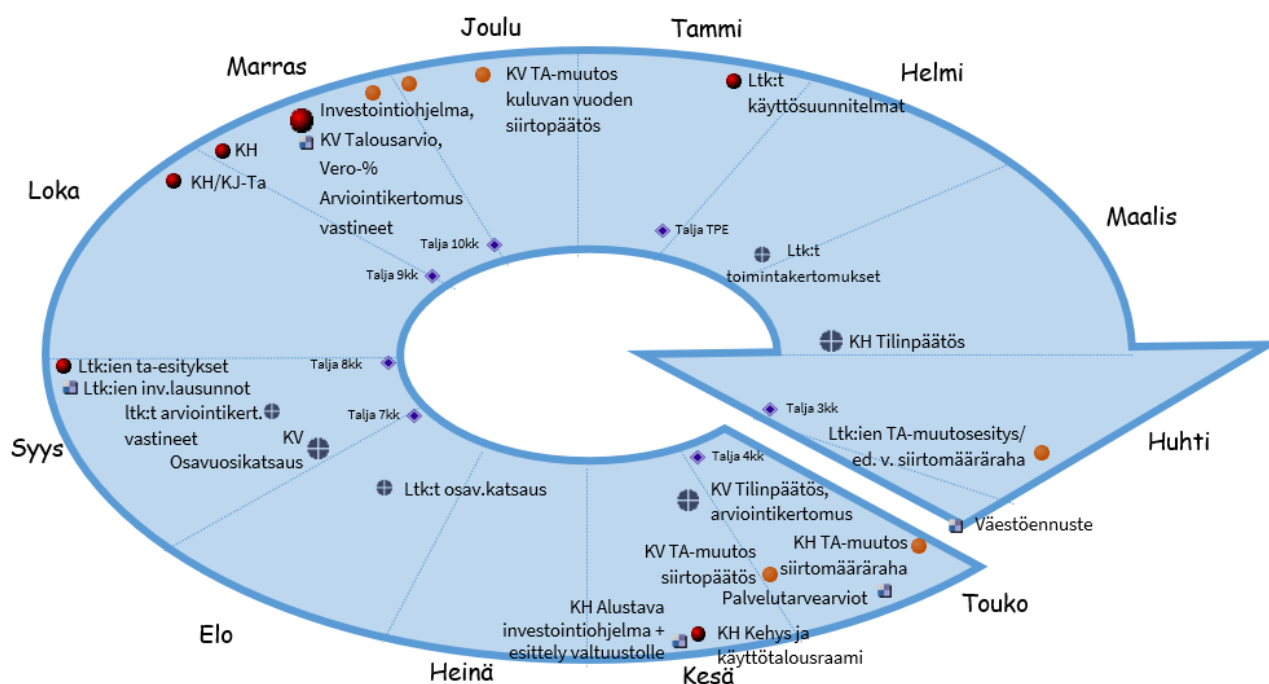 Joulu
Tammi
Marras
Helmi
KV TA-muutos
kuluvan vuoden
siirtopäätös
Ltk:t
käyttösuunnitelmat
Investointiohjelma,
KV Talousarvio,
Vero-%
Arviointikertomus
vastineet
KH
KH/KJ-Ta
Loka
Maalis
Talja 10kk
Talja TPE
Talja 9kk
Ltk:t
toimintakertomukset
KH Tilinpäätös
Ltk:ien ta-esitykset
Ltk:ien inv.lausunnot
ltk:t arviointikert.
vastineet
Talja 8kk
Talja 7kk
KV
Osavuosikatsaus
Syys
Talja 3kk
Ltk:ien TA-muutosesitys/
ed. v. siirtomääräraha
Huhti
Talja 4kk
Ltk:t osav.katsaus
KV Tilinpäätös,
arviointikertomus
Väestöennuste
KV TA-muutos
siirtopäätös
KH TA-muutos
siirtomääräraha
Palvelutarvearviot
Touko
KH Alustava
investointiohjelma +
esittely valtuustolle
KH Kehys ja
käyttötalousraami
Elo
Heinä
Kesä